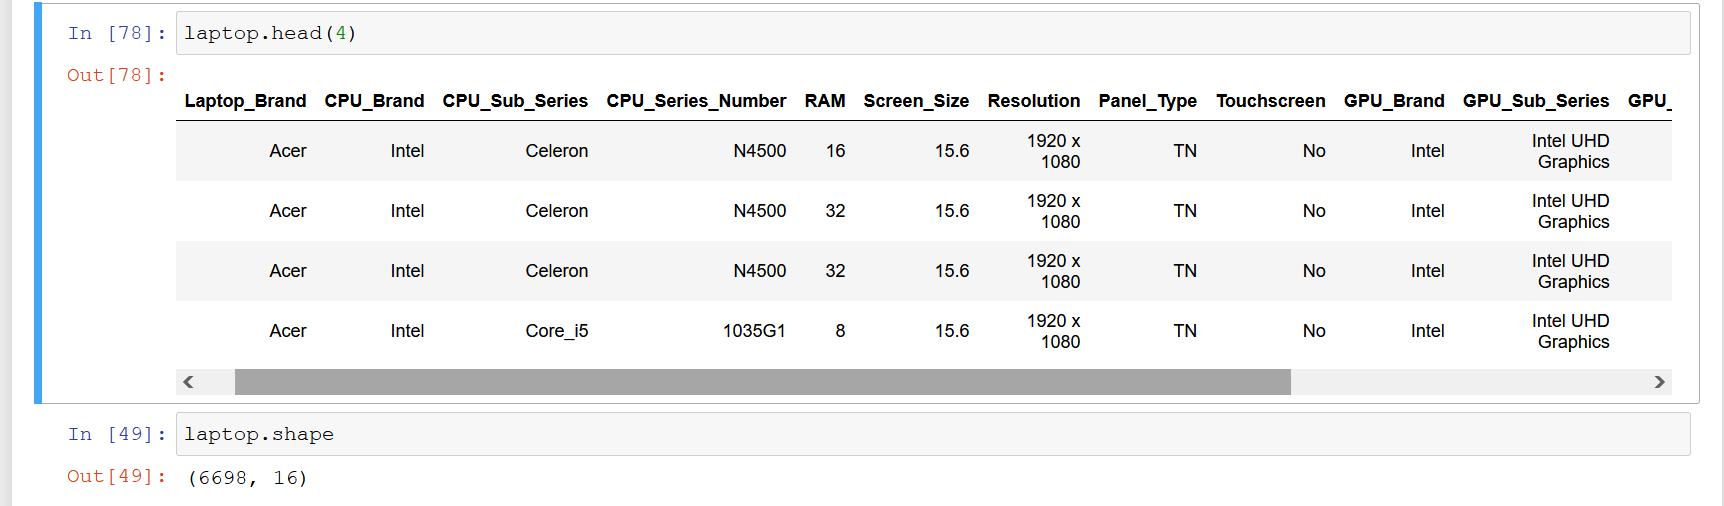 In [78]: laptop.head(4)
Out[78]:
Laptop_Brand CPU_Brand CPU_Sub_Series CPU_Series_Number RAM Screen_Size Resolution Panel_Type Touchscreen GPU_Brand GPU_Sub_Series GPU_
Acer Intel Celeron N4500 16 15.6 1920 x 1080 TN No Intel Intel UHD Graphics
Acer Intel Celeron N4500 32 15.6 1920 x 1080 TN No Intel Intel UHD Graphics
Acer Intel Celeron N4500 32 15.6 1920 x 1080 TN No Intel Intel UHD Graphics
Acer Intel Core_i5 1035G1 8 15.6 1920 x 1080 TN No Intel Intel UHD Graphics
In [49]: laptop.shape
Out[49]: (6698, 16)